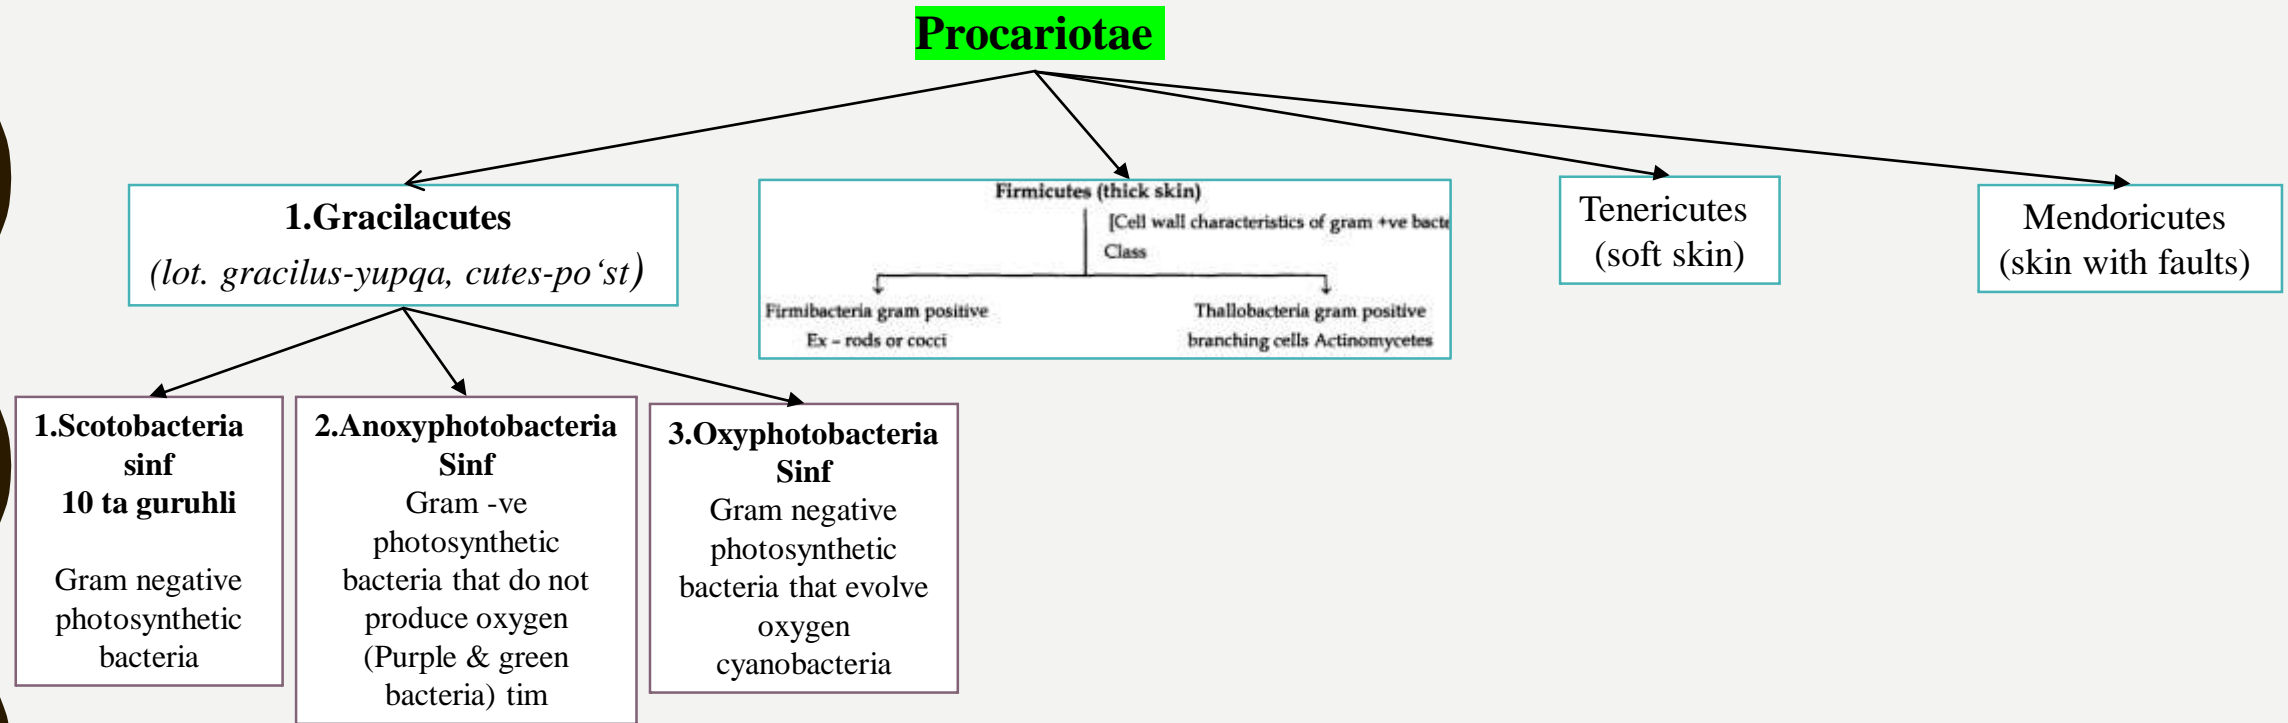 Procariotae
1.Gracilacutes
(lot. gracilus-yupqa, cutes-po‘st)
Firmicutes (thick skin)
[Cell wall characteristics of gram +ve bacte
Class
Firmibacteria gram positive
Ex – rods or cocci
Thallobacteria gram positive
branching cells Actinomycetes
Tenericutes
(soft skin)
Mendoricutes
(skin with faults)
1.Scotobacteria
sinf
10 ta guruhli
Gram negative
photosynthetic
bacteria
2.Anoxyphotobacteria
Sinf
Gram -ve
photosynthetic
bacteria that do not
produce oxygen
(Purple & green
bacteria) tim
3.Oxyphotobacteria
Sinf
Gram negative
photosynthetic
bacteria that evolve
oxygen
cyanobacteria